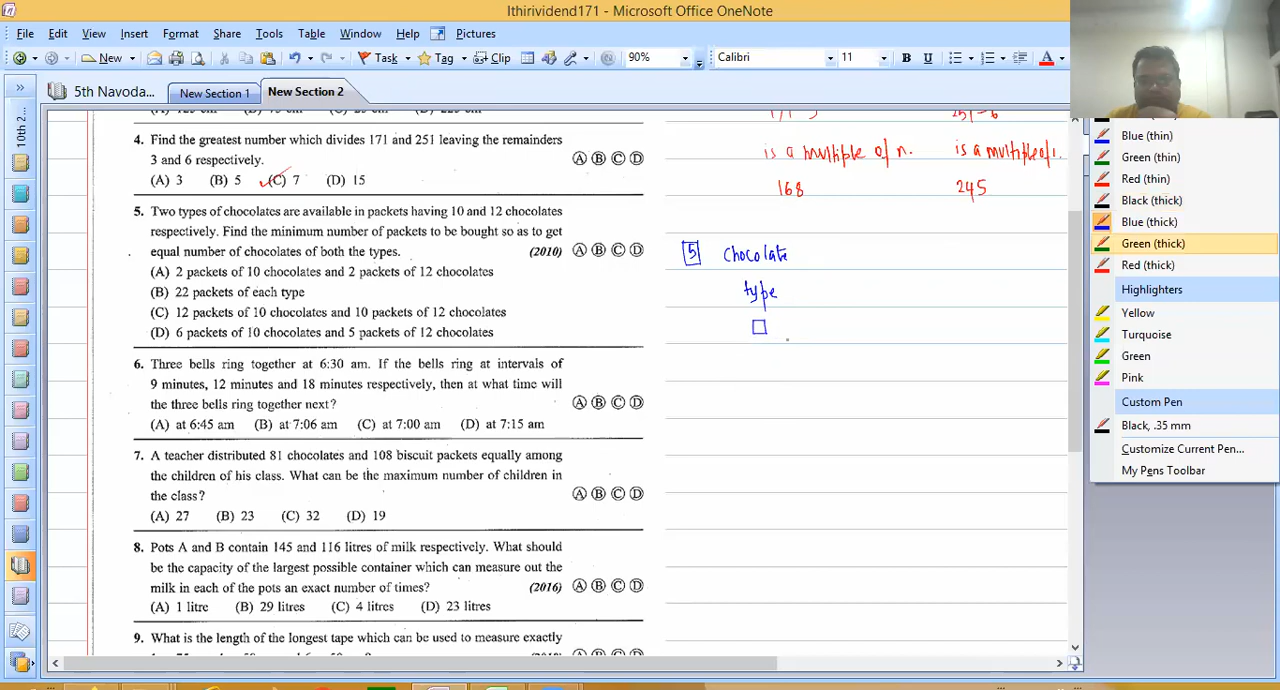 Ithirividend171 - Microsoft Office OneNote
File Edit View Insert Format Share Tools Table Window Help Pictures
New Task Tag Clip 90% Calibri 11 B U A
5th Navoda... New Section 1 New Section 2
10th 2...
4. Find the greatest number which divides 171 and 251 leaving the remainders
3 and 6 respectively. A B C D
(A) 3 (B) 5 (C) 7 (D) 15
5. Two types of chocolates are available in packets having 10 and 12 chocolates
respectively. Find the minimum number of packets to be bought so as to get
equal number of chocolates of both the types. (2010) A B C D
(A) 2 packets of 10 chocolates and 2 packets of 12 chocolates
(B) 22 packets of each type
(C) 12 packets of 10 chocolates and 10 packets of 12 chocolates
(D) 6 packets of 10 chocolates and 5 packets of 12 chocolates
6. Three bells ring together at 6:30 am. If the bells ring at intervals of
9 minutes, 12 minutes and 18 minutes respectively, then at what time will
the three bells ring together next? A B C D
(A) at 6:45 am (B) at 7:06 am (C) at 7:00 am (D) at 7:15 am
7. A teacher distributed 81 chocolates and 108 biscuit packets equally among
the children of his class. What can be the maximum number of children in
the class? A B C D
(A) 27 (B) 23 (C) 32 (D) 19
8. Pots A and B contain 145 and 116 litres of milk respectively. What should
be the capacity of the largest possible container which can measure out the
milk in each of the pots an exact number of times? (2016) A B C D
(A) 1 litre (B) 29 litres (C) 4 litres (D) 23 litres
9. What is the length of the longest tape which can be used to measure exactly
is a multiple of n. is a multiple of
168 245
5 Chocolate
type
Blue (thin)
Green (thin)
Red (thin)
Black (thick)
Blue (thick)
Green (thick)
Red (thick)
Highlighters
Yellow
Turquoise
Green
Pink
Custom Pen
Black, .35 mm
Customize Current Pen...
My Pens Toolbar